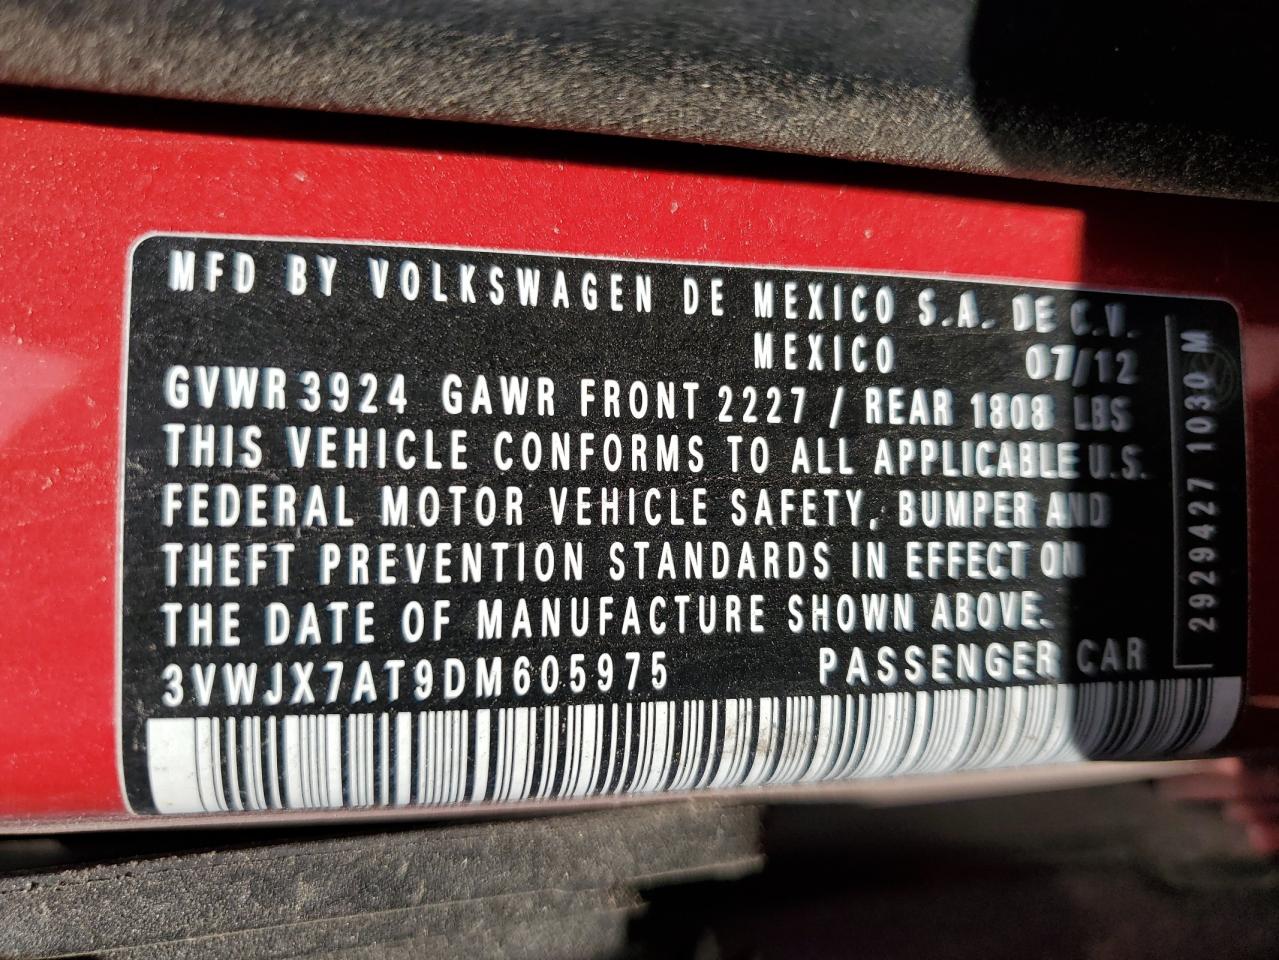 MFD BY VOLKSWAGEN DE MEXICO S.A. DE C.V.
MEXICO 07/12
GVWR 3924 GAWR FRONT 2227 / REAR 1808 LBS
THIS VEHICLE CONFORMS TO ALL APPLICABLE U.S.
FEDERAL MOTOR VEHICLE SAFETY, BUMPER AND
THEFT PREVENTION STANDARDS IN EFFECT ON
THE DATE OF MANUFACTURE SHOWN ABOVE.
3VWJX7AT9DM605975 PASSENGER CAR
2929427 1030 M